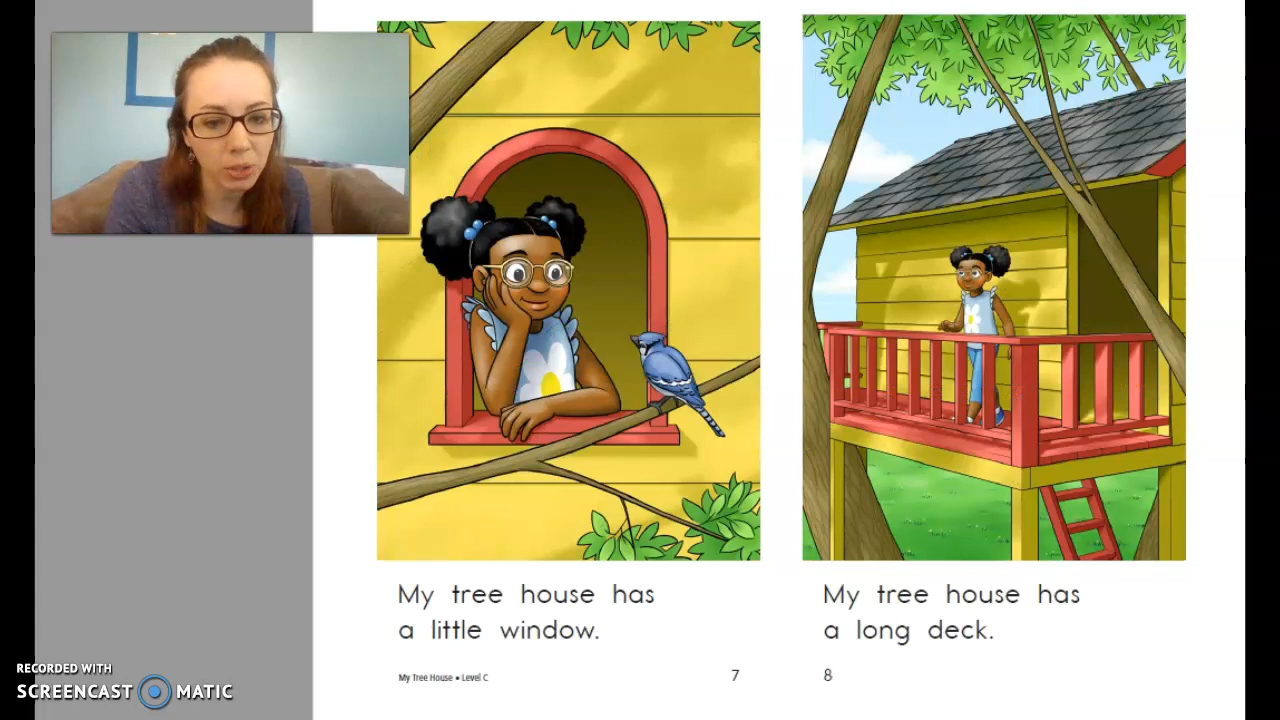 My tree house has
a little window.
My tree house has
a long deck.
My Tree House • Level C
7
8
RECORDED WITH
SCREENCAST MATIC